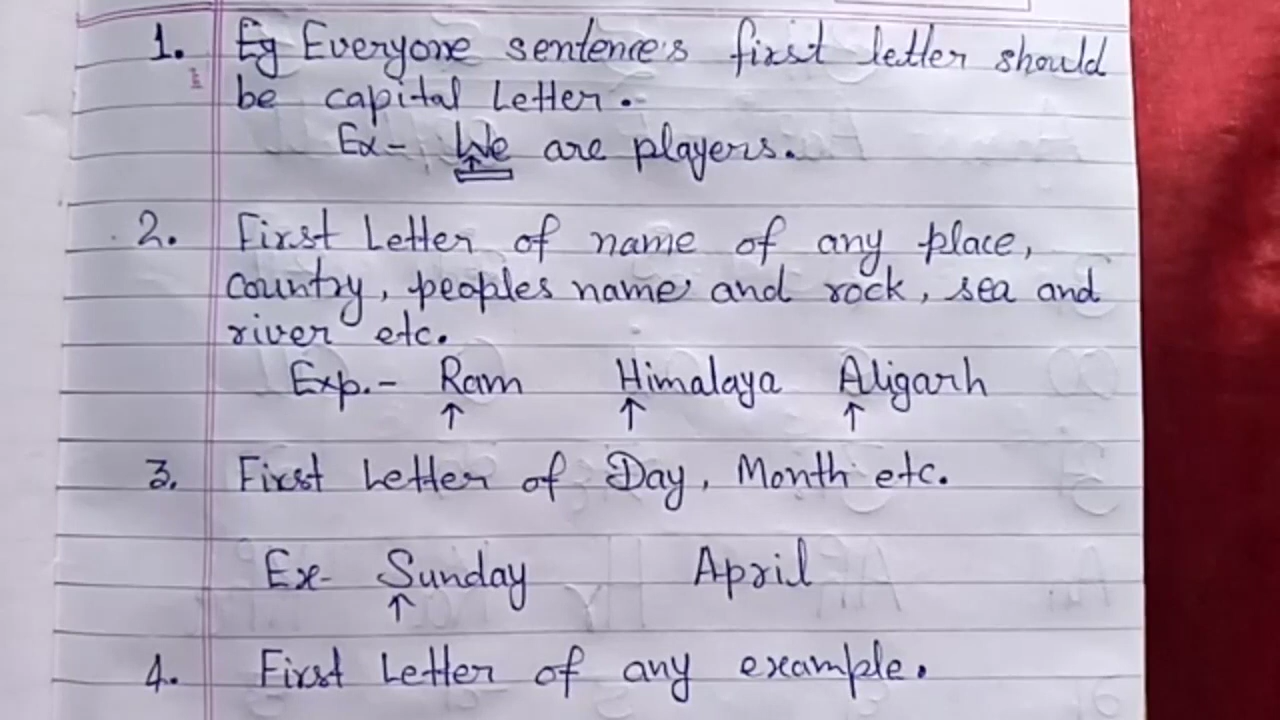 1. Eg Everyone sentence's first letter should
be capital Letter.
Ex- We are players.
2. First Letter of name of any place,
country, peoples name and rock, sea and
river etc.
Exp.- Ram Himalaya Aligarh
3. First Letter of Day, Month etc.
Ex- Sunday April
4. First Letter of any example.